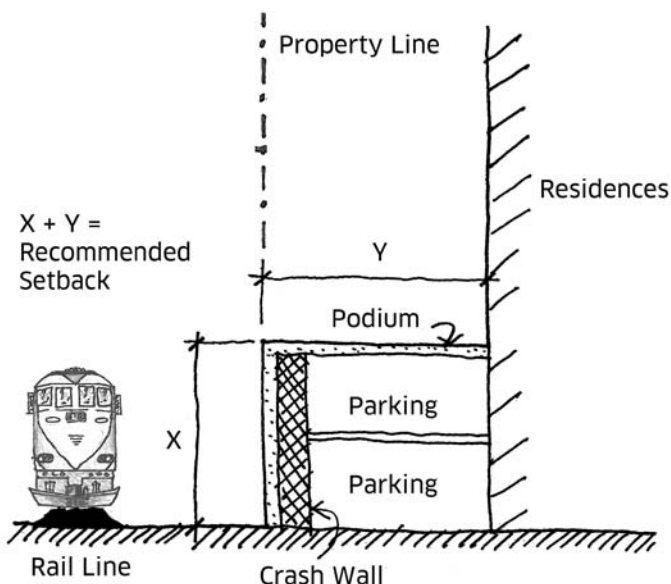 Property Line
Residences
X + Y =
Recommended
Setback
Y
Podium
X
Parking
Parking
Rail Line
Crash Wall